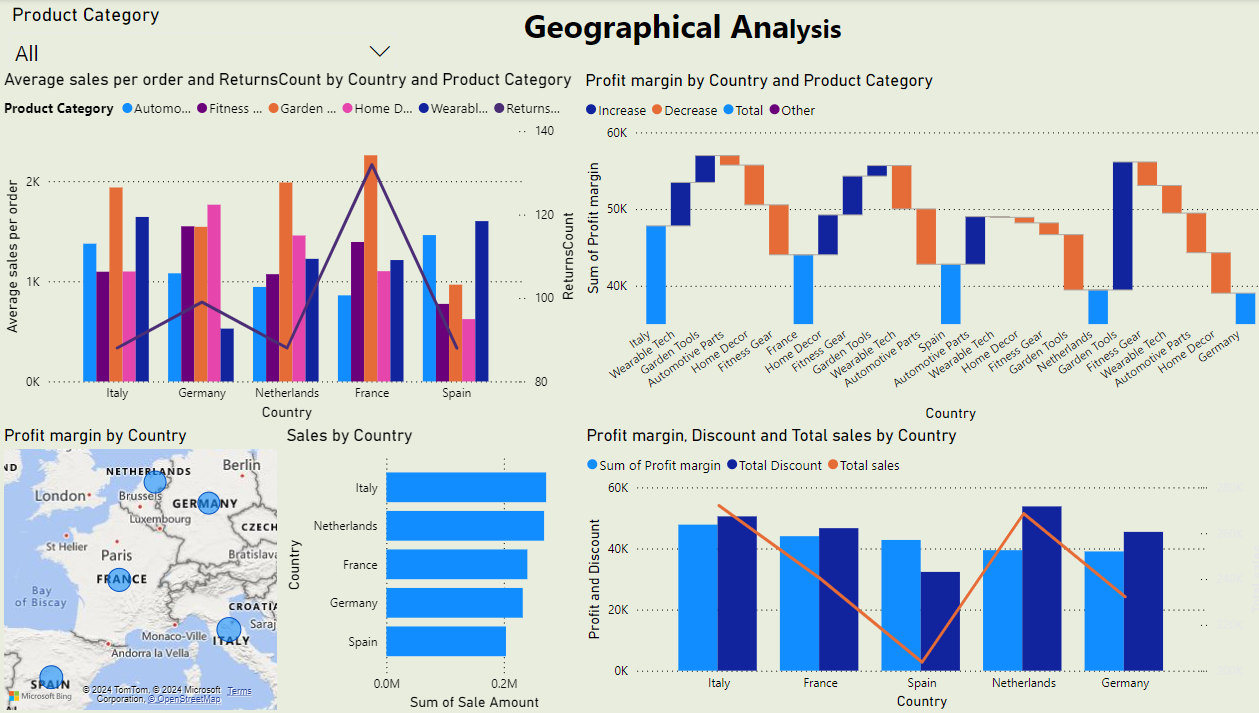 Product Category
All
Geographical Analysis
Average sales per order and ReturnsCount by Country and Product Category
Product Category Automo... Fitness ... Garden ... Home D... Wearabl... Returns...
Average sales per order
2K
1K
0K
140
120
100
80
ReturnsCount
Italy Germany Netherlands France Spain
Country
Profit margin by Country and Product Category
Increase Decrease Total Other
Sum of Profit margin
60K
50K
40K
Italy
Wearable Tech
Garden Tools
Automotive Parts
Home Decor
Fitness Gear
France
Home Decor
Fitness Gear
Garden Tools
Wearable Tech
Automotive Parts
Spain
Automotive Parts
Wearable Tech
Home Decor
Fitness Gear
Garden Tools
Netherlands
Garden Tools
Fitness Gear
Wearable Tech
Automotive Parts
Home Decor
Germany
Country
Profit margin by Country
ND
NETHERLANDS
Berlin
London
Brussels
GERMANY
Luxembourg
CZECH
St Helier
Paris
Bratislava
FRANCE
Bay
of Biscay
CROATIA
Saraj
Monaco-Ville
ITALY
Andorra la Vella
SPAIN
Microsoft Bing
© 2024 TomTom, © 2024 Microsoft
Corporation, © OpenStreetMap
Terms
Sales by Country
Country
Italy
Netherlands
France
Germany
Spain
0.0M 0.2M
Sum of Sale Amount
Profit margin, Discount and Total sales by Country
Sum of Profit margin Total Discount Total sales
Profit and Discount
60K
40K
20K
0K
Italy France Spain Netherlands Germany
Country